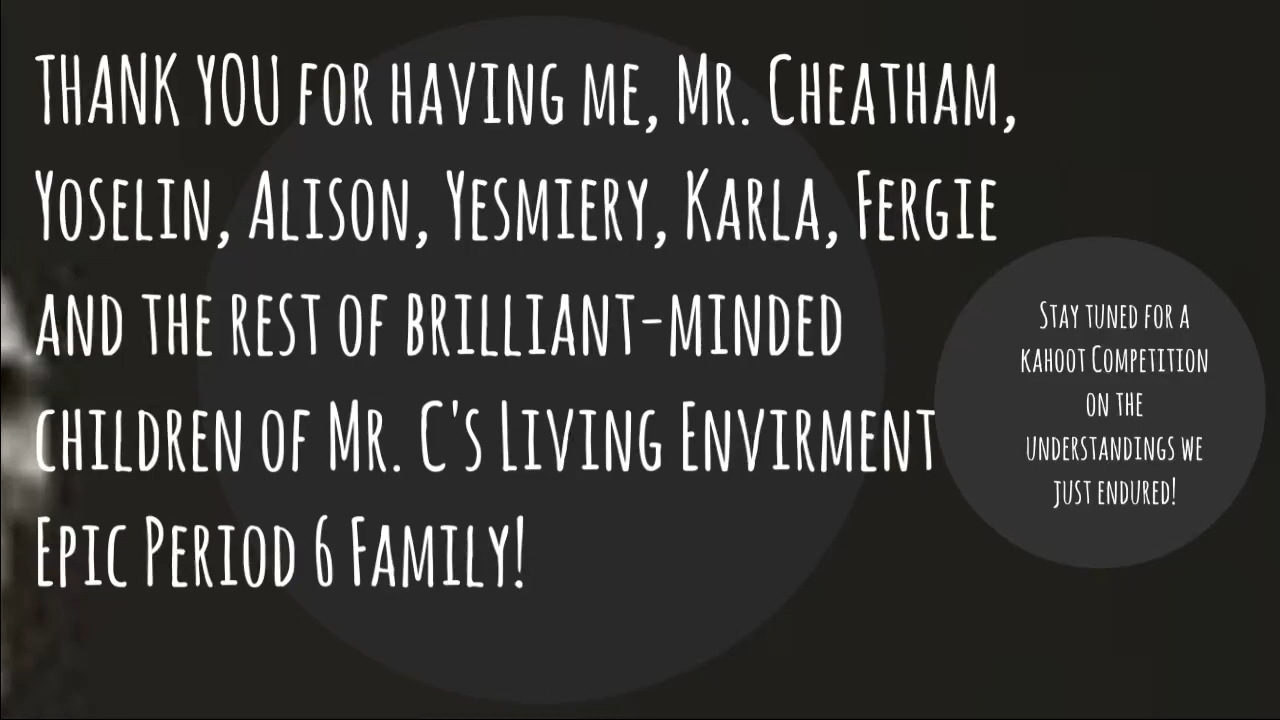 THANK YOU FOR HAVING ME, MR. CHEATHAM,
YOSELIN, ALISON, YESMIERY, KARLA, FERGIE
AND THE REST OF BRILLIANT-MINDED
CHILDREN OF MR. C'S LIVING ENVIRMENT
EPIC PERIOD 6 FAMILY!
STAY TUNED FOR A
KAHOOT COMPETITION
ON THE
UNDERSTANDINGS WE
JUST ENDURED!